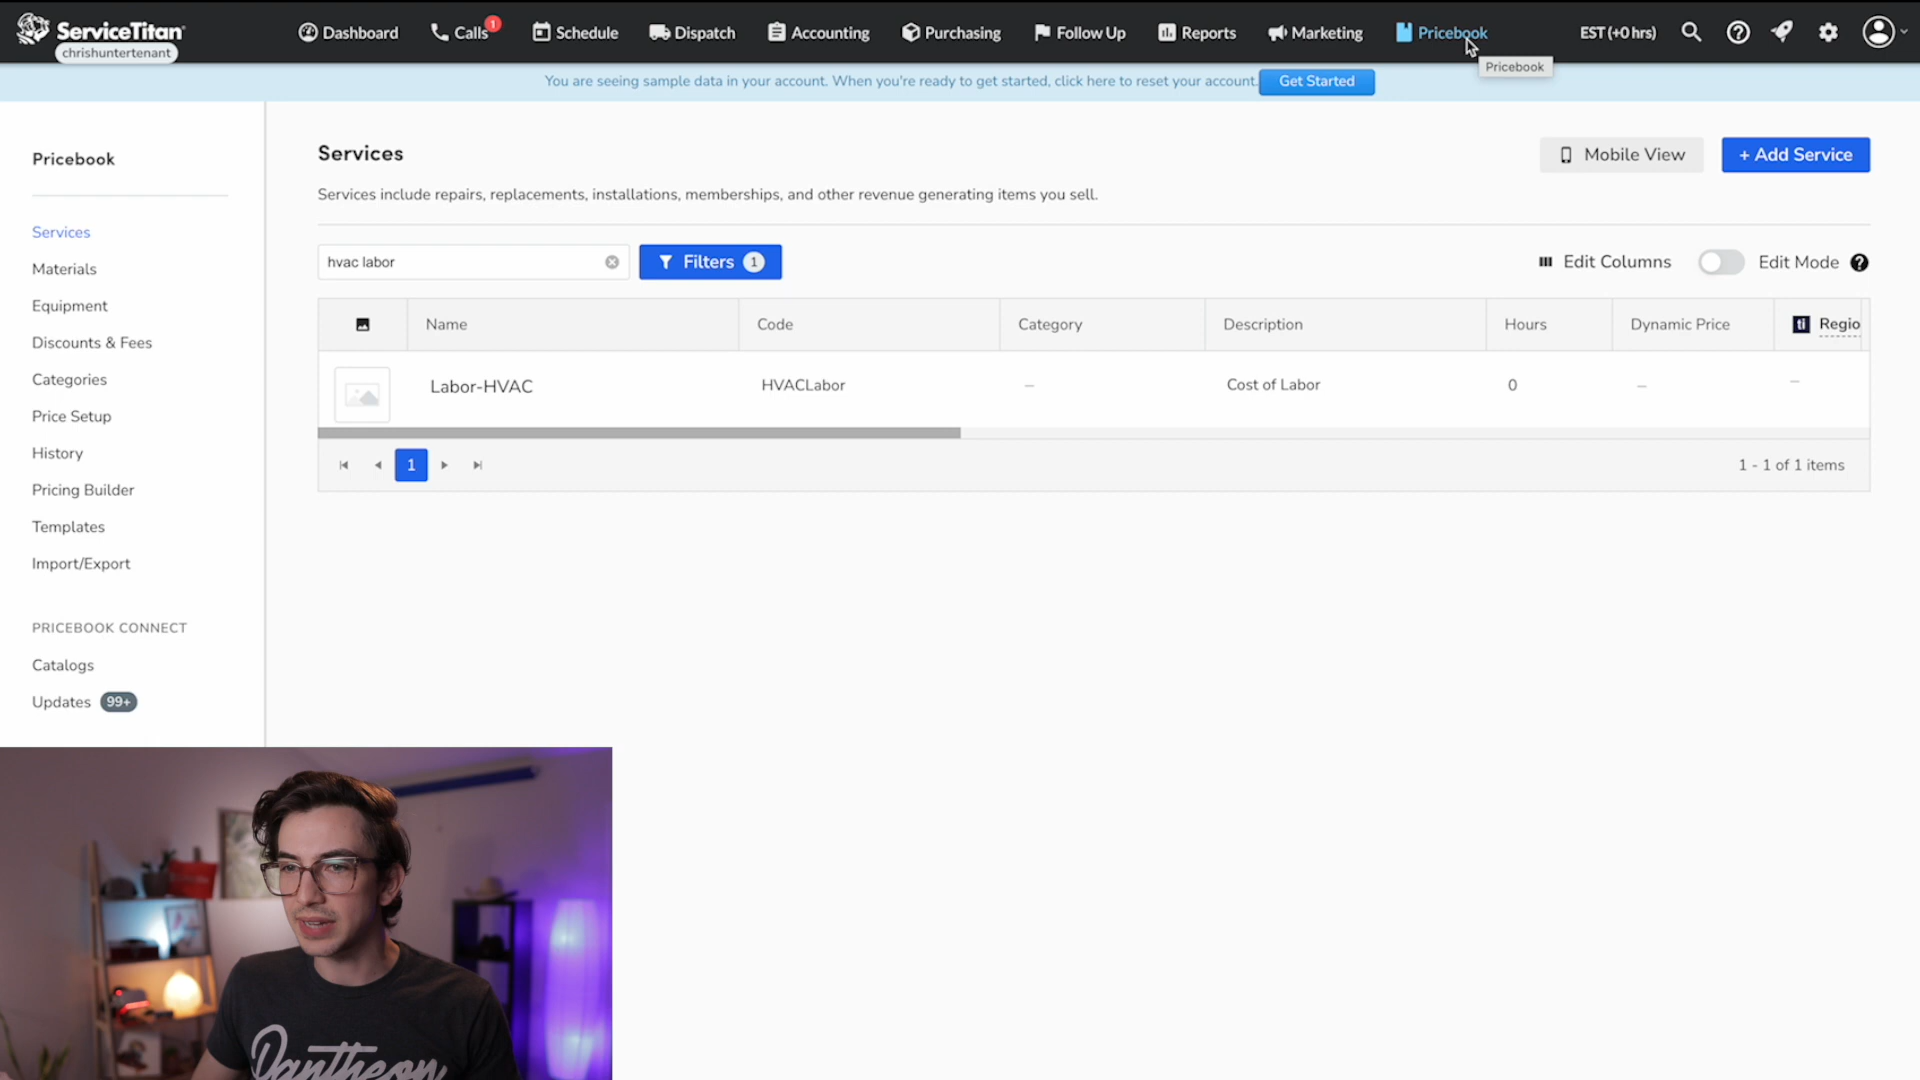 ServiceTitan
chrishuntertenant
Dashboard
Calls
1
Schedule
Dispatch
Accounting
Purchasing
Follow Up
Reports
Marketing
Pricebook
EST (+0 hrs)
Pricebook
You are seeing sample data in your account. When you're ready to get started, click here to reset your account.
Get Started
Pricebook
Services
Materials
Equipment
Discounts & Fees
Categories
Price Setup
History
Pricing Builder
Templates
Import/Export
PRICEBOOK CONNECT
Catalogs
Updates 99+
Services
Mobile View
+ Add Service
Services include repairs, replacements, installations, memberships, and other revenue generating items you sell.
hvac labor
Filters 1
Edit Columns
Edit Mode
Name Code Category Description Hours Dynamic Price ti Regio
Labor-HVAC HVACLabor – Cost of Labor 0 – –
1
1 - 1 of 1 items
Pantheon